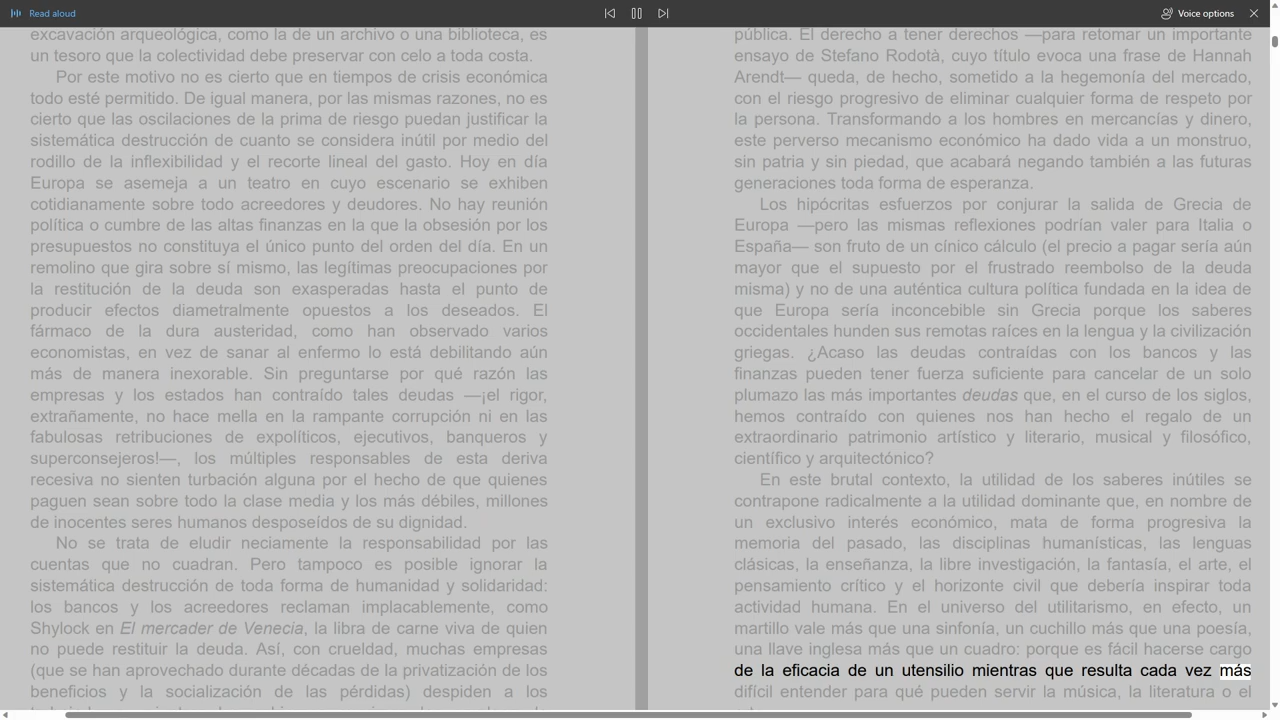 Read aloud
Voice options
excavación arqueológica, como la de un archivo o una biblioteca, es
un tesoro que la colectividad debe preservar con celo a toda costa.
Por este motivo no es cierto que en tiempos de crisis económica
todo esté permitido. De igual manera, por las mismas razones, no es
cierto que las oscilaciones de la prima de riesgo puedan justificar la
sistemática destrucción de cuanto se considera inútil por medio del
rodillo de la inflexibilidad y el recorte lineal del gasto. Hoy en día
Europa se asemeja a un teatro en cuyo escenario se exhiben
cotidianamente sobre todo acreedores y deudores. No hay reunión
política o cumbre de las altas finanzas en la que la obsesión por los
presupuestos no constituya el único punto del orden del día. En un
remolino que gira sobre sí mismo, las legítimas preocupaciones por
la restitución de la deuda son exasperadas hasta el punto de
producir efectos diametralmente opuestos a los deseados. El
fármaco de la dura austeridad, como han observado varios
economistas, en vez de sanar al enfermo lo está debilitando aún
más de manera inexorable. Sin preguntarse por qué razón las
empresas y los estados han contraído tales deudas —¡el rigor,
extrañamente, no hace mella en la rampante corrupción ni en las
fabulosas retribuciones de expolíticos, ejecutivos, banqueros y
superconsejeros!—, los múltiples responsables de esta deriva
recesiva no sienten turbación alguna por el hecho de que quienes
paguen sean sobre todo la clase media y los más débiles, millones
de inocentes seres humanos desposeídos de su dignidad.
No se trata de eludir neciamente la responsabilidad por las
cuentas que no cuadran. Pero tampoco es posible ignorar la
sistemática destrucción de toda forma de humanidad y solidaridad:
los bancos y los acreedores reclaman implacablemente, como
Shylock en El mercader de Venecia, la libra de carne viva de quien
no puede restituir la deuda. Así, con crueldad, muchas empresas
(que se han aprovechado durante décadas de la privatización de los
beneficios y la socialización de las pérdidas) despiden a los
pública. El derecho a tener derechos —para retomar un importante
ensayo de Stefano Rodotà, cuyo título evoca una frase de Hannah
Arendt— queda, de hecho, sometido a la hegemonía del mercado,
con el riesgo progresivo de eliminar cualquier forma de respeto por
la persona. Transformando a los hombres en mercancías y dinero,
este perverso mecanismo económico ha dado vida a un monstruo,
sin patria y sin piedad, que acabará negando también a las futuras
generaciones toda forma de esperanza.
Los hipócritas esfuerzos por conjurar la salida de Grecia de
Europa —pero las mismas reflexiones podrían valer para Italia o
España— son fruto de un cínico cálculo (el precio a pagar sería aún
mayor que el supuesto por el frustrado reembolso de la deuda
misma) y no de una auténtica cultura política fundada en la idea de
que Europa sería inconcebible sin Grecia porque los saberes
occidentales hunden sus remotas raíces en la lengua y la civilización
griegas. ¿Acaso las deudas contraídas con los bancos y las
finanzas pueden tener fuerza suficiente para cancelar de un solo
plumazo las más importantes deudas que, en el curso de los siglos,
hemos contraído con quienes nos han hecho el regalo de un
extraordinario patrimonio artístico y literario, musical y filosófico,
científico y arquitectónico?
En este brutal contexto, la utilidad de los saberes inútiles se
contrapone radicalmente a la utilidad dominante que, en nombre de
un exclusivo interés económico, mata de forma progresiva la
memoria del pasado, las disciplinas humanísticas, las lenguas
clásicas, la enseñanza, la libre investigación, la fantasía, el arte, el
pensamiento crítico y el horizonte civil que debería inspirar toda
actividad humana. En el universo del utilitarismo, en efecto, un
martillo vale más que una sinfonía, un cuchillo más que una poesía,
una llave inglesa más que un cuadro: porque es fácil hacerse cargo
de la eficacia de un utensilio mientras que resulta cada vez más
difícil entender para qué pueden servir la música, la literatura o el